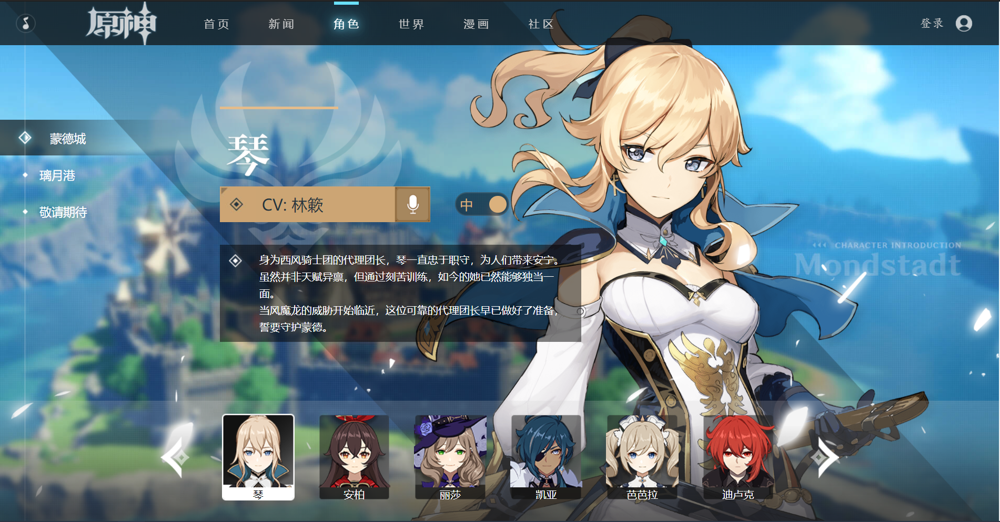 原神
首页
新闻
角色
世界
漫画
社区
登录
蒙德城
璃月港
敬请期待
琴
CV: 林簌
中
身为西风骑士团的代理团长，琴一直忠于职守，为人们带来安宁。
虽然并非天赋异禀，但通过刻苦训练，如今的她已然能够独当一
面。
当风魔龙的威胁开始临近，这位可靠的代理团长早已做好了准备，
誓要守护蒙德。
CHARACTER INTRODUCTION
Mondstadt
琴
安柏
丽莎
凯亚
芭芭拉
迪卢克